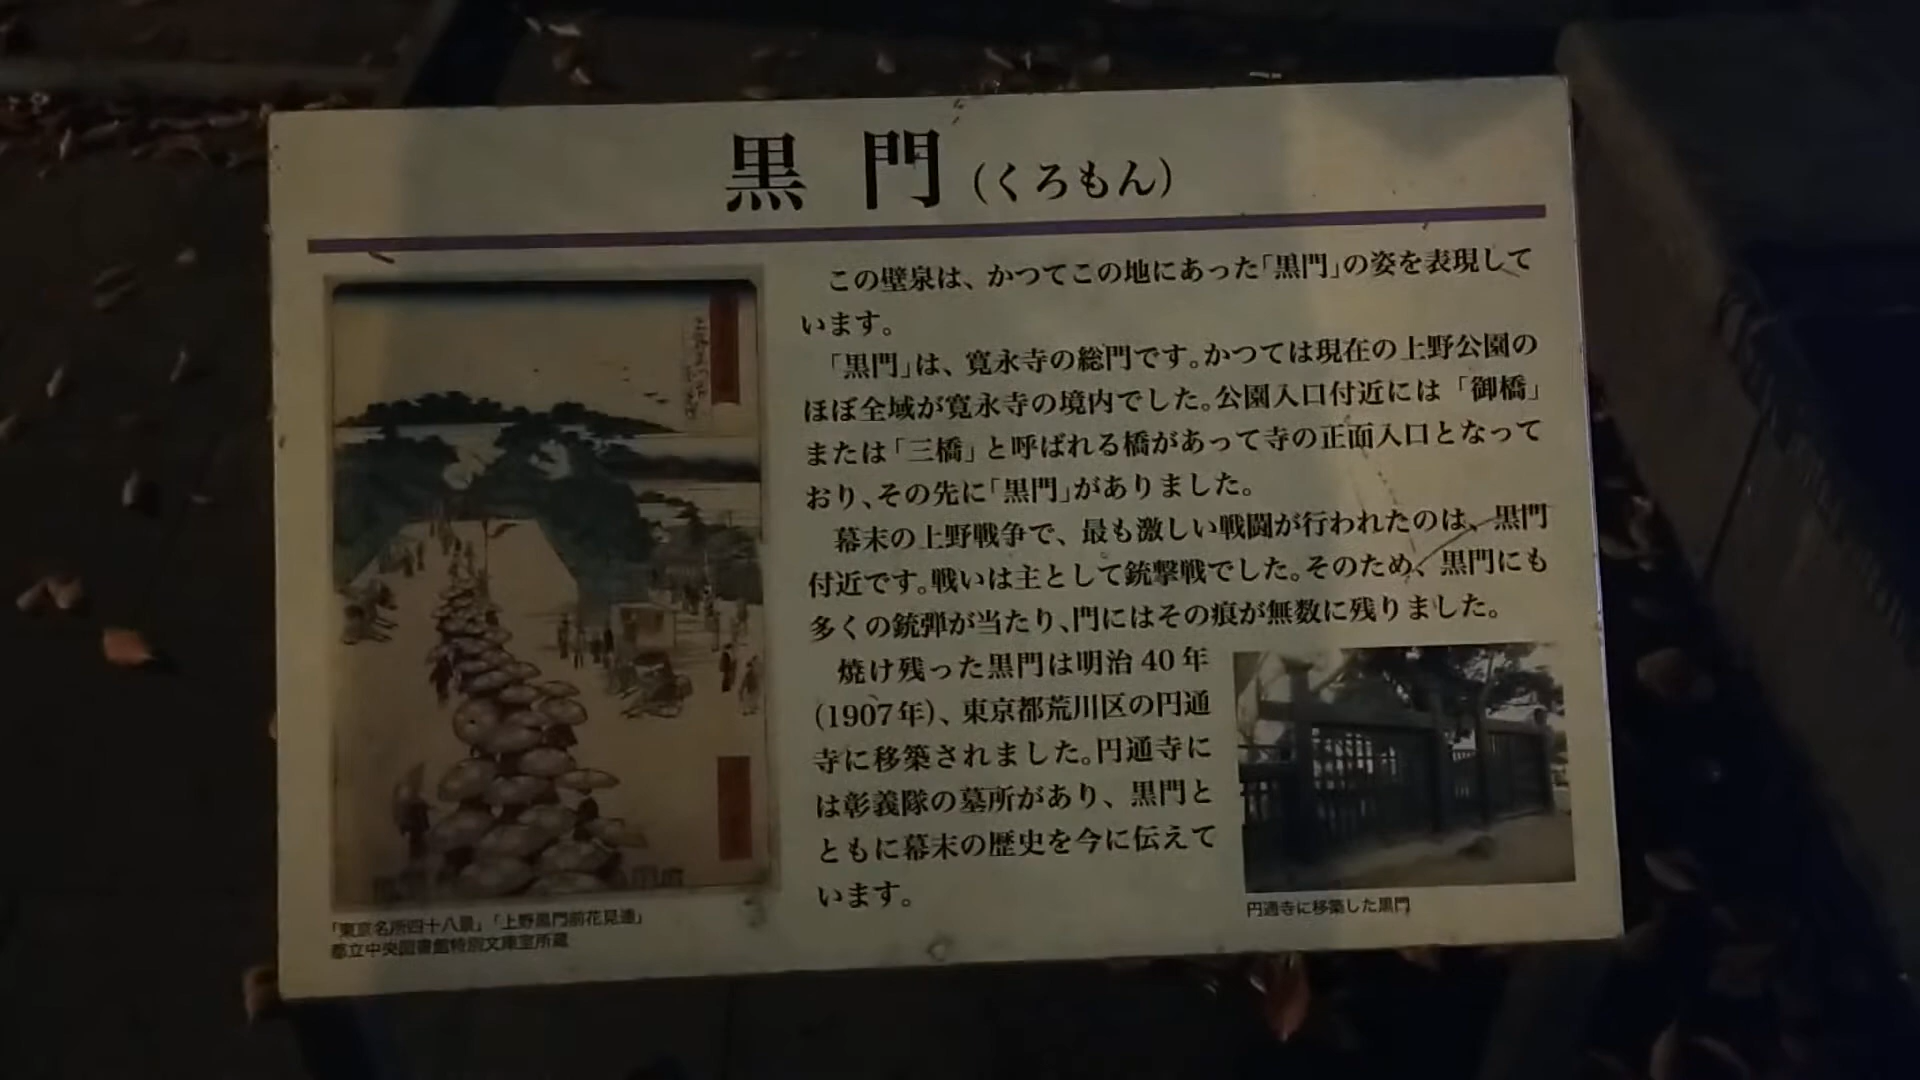 黒門（くろもん）
この壁泉は、かつてこの地にあった「黒門」の姿を表現して
います。
「黒門」は、寛永寺の総門です。かつては現在の上野公園の
ほぼ全域が寛永寺の境内でした。公園入口付近には「御橋」
または「三橋」と呼ばれる橋があって寺の正面入口となって
おり、その先に「黒門」がありました。
幕末の上野戦争で、最も激しい戦闘が行われたのは、黒門
付近です。戦いは主として銃撃戦でした。そのため、黒門にも
多くの銃弾が当たり、門にはその痕が無数に残りました。
焼け残った黒門は明治40年
（1907年）、東京都荒川区の円通
寺に移築されました。円通寺に
は彰義隊の墓所があり、黒門と
ともに幕末の歴史を今に伝えて
います。
「東京名所四十八景」「上野黒門前花見連」
都立中央図書館特別文庫室所蔵
円通寺に移築した黒門